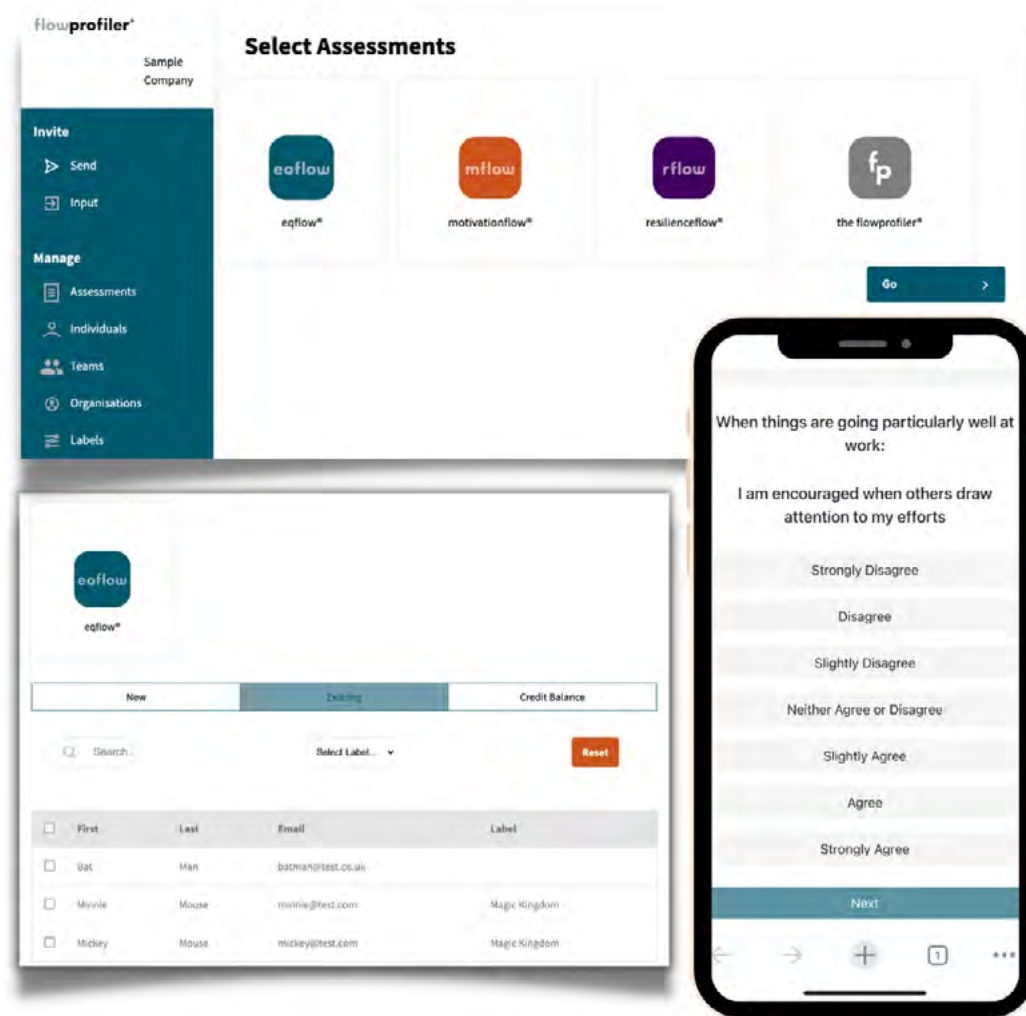 flowprofiler®
Sample
Company
Select Assessments
Invite
Send
Input
Manage
Assessments
Individuals
Teams
Organisations
Labels
eqflow
eqflow®
mflow
motivationflow®
rflow
resilienceflow®
fp
the flowprofiler®
Go
eqflow
eqflow®
New
Existing
Credit Balance
Search...
Select Label...
Reset
First Last Email Label
Bat Man batman@test.co.uk
Minnie Mouse minnie@test.com Magic Kingdom
Mickey Mouse mickey@test.com Magic Kingdom
When things are going particularly well at
work:
I am encouraged when others draw
attention to my efforts
Strongly Disagree
Disagree
Slightly Disagree
Neither Agree or Disagree
Slightly Agree
Agree
Strongly Agree
Next
1